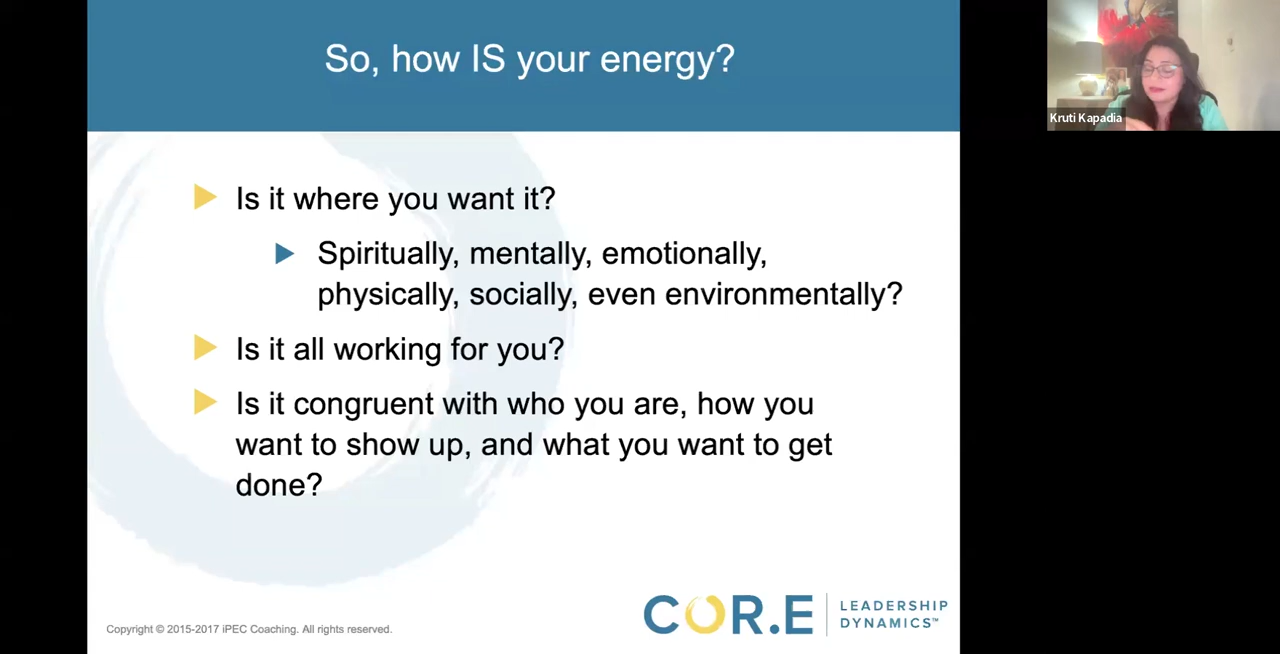 So, how IS your energy?
Kruti Kapadia
Is it where you want it?
Spiritually, mentally, emotionally,
physically, socially, even environmentally?
Is it all working for you?
Is it congruent with who you are, how you
want to show up, and what you want to get
done?
Copyright © 2015-2017 iPEC Coaching. All rights reserved.
COR.E
LEADERSHIP
DYNAMICS™